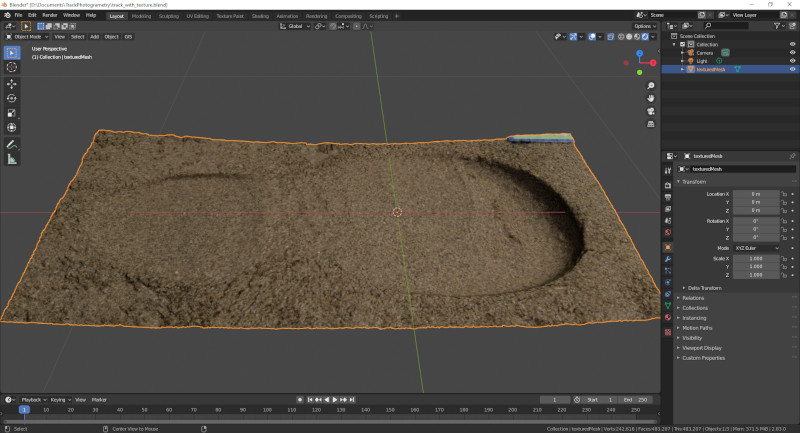 Blender* [D:\Documents\TrackPhotogrametry\track_with_texture.blend]
File Edit Render Window Help Layout Modeling Sculpting UV Editing Texture Paint Shading Animation Rendering Compositing Scripting + Scene View Layer
Global Options
Object Mode View Select Add Object GIS
User Perspective
(1) Collection | texturedMesh
Scene Collection
Collection
Camera
Light
texturedMesh
texturedMesh
texturedMesh
Transform
Location X 0 m
Y 0 m
Z 0 m
Rotation X 0°
Y 0°
Z 0°
Mode XYZ Euler
Scale X 1.000
Y 1.000
Z 1.000
Delta Transform
Relations
Collections
Instancing
Motion Paths
Visibility
Viewport Display
Custom Properties
Playback Keying View Marker 1 Start 1 End 250
1 10 20 30 40 50 60 70 80 90 100 110 120 130 140 150 160 170 180 190 200 210 220 230 240 250
Select Center View to Mouse Collection | texturedMesh | Verts:242,616 | Faces:483,207 | Tris:483,207 | Objects:1/3 | Mem: 371.5 MiB | 2.83.0